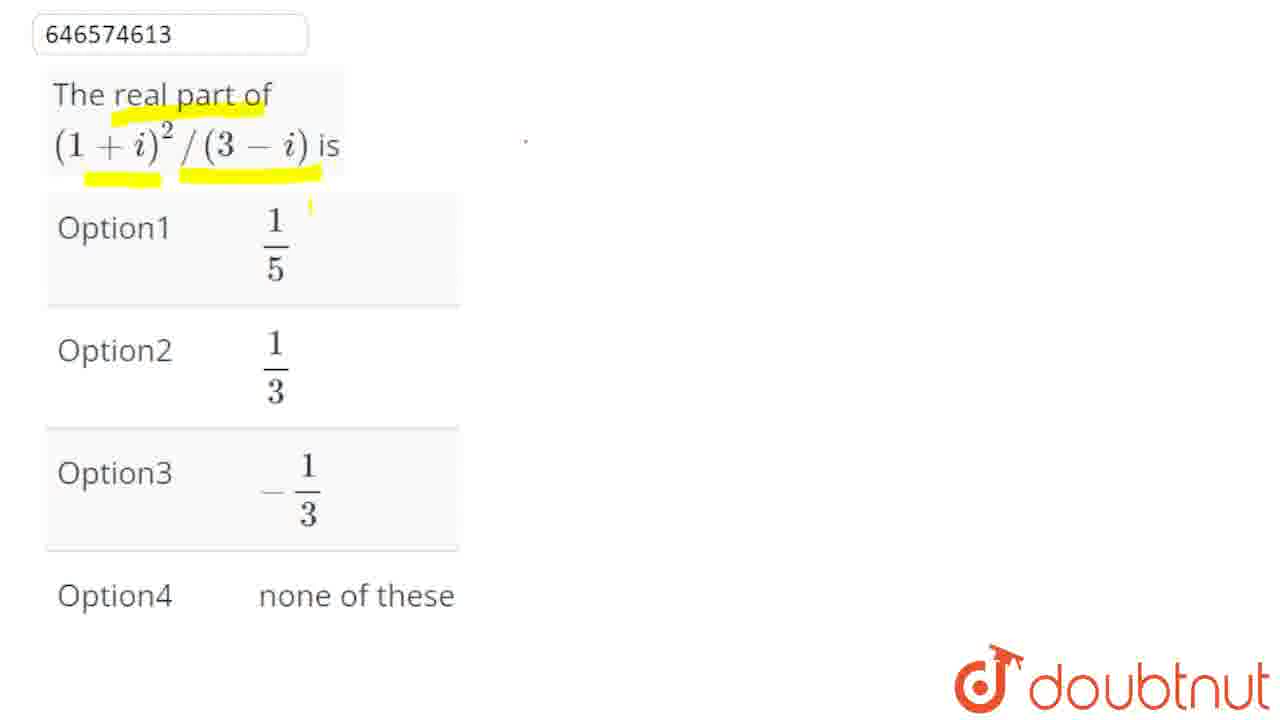 646574613
The real part of
(1 + i)² / (3 − i) is
Option1 1/5
Option2 1/3
Option3 −1/3
Option4 none of these
doubtnut